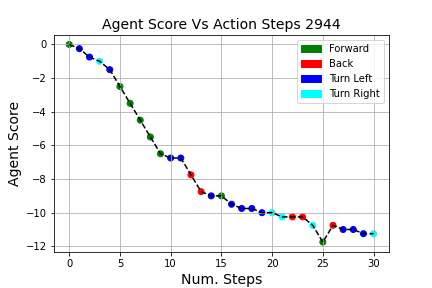 Agent Score Vs Action Steps 2944
Forward
Back
Turn Left
Turn Right
0
−2
−4
−6
−8
−10
−12
Agent Score
0 5 10 15 20 25 30
Num. Steps